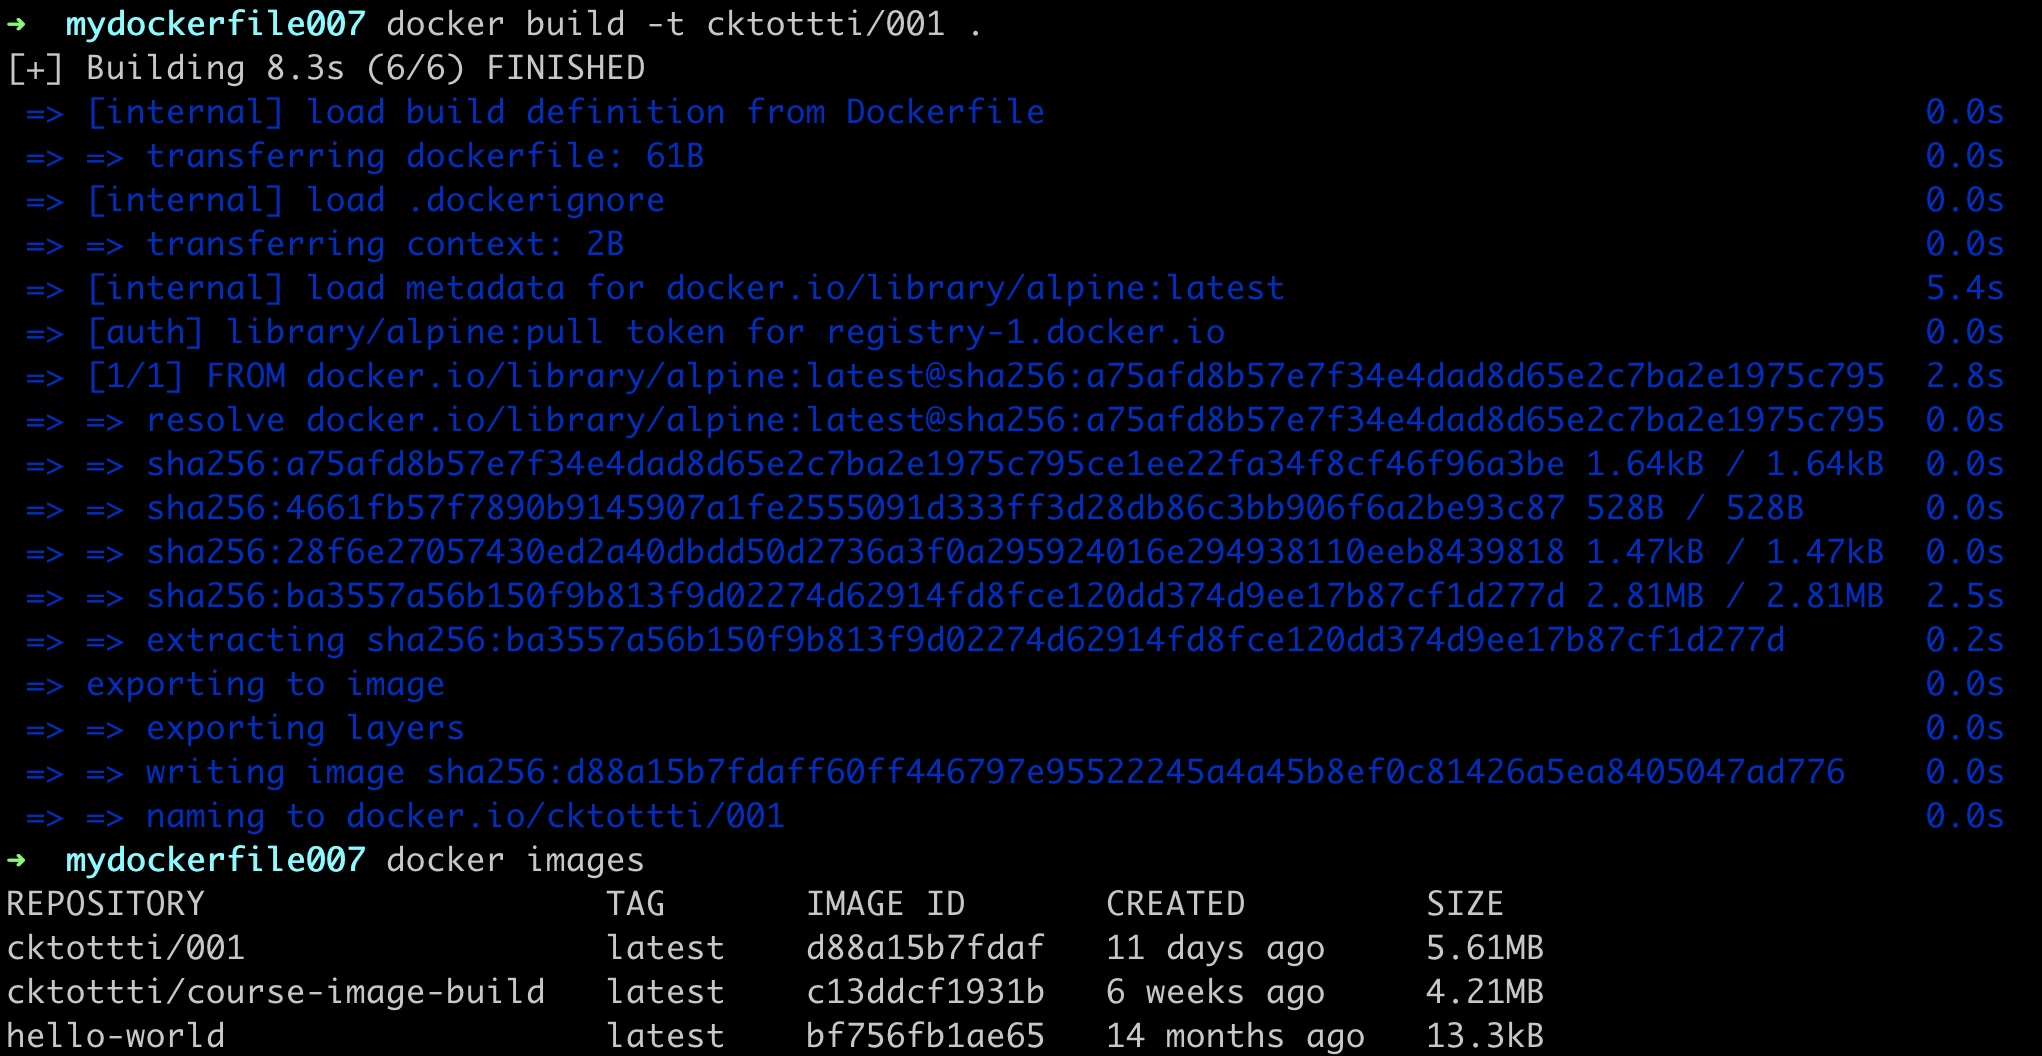 ➜ mydockerfile007 docker build -t cktottti/001 .
[+] Building 8.3s (6/6) FINISHED
=> [internal] load build definition from Dockerfile 0.0s
=> => transferring dockerfile: 61B 0.0s
=> [internal] load .dockerignore 0.0s
=> => transferring context: 2B 0.0s
=> [internal] load metadata for docker.io/library/alpine:latest 5.4s
=> [auth] library/alpine:pull token for registry-1.docker.io 0.0s
=> [1/1] FROM docker.io/library/alpine:latest@sha256:a75afd8b57e7f34e4dad8d65e2c7ba2e1975c795 2.8s
=> => resolve docker.io/library/alpine:latest@sha256:a75afd8b57e7f34e4dad8d65e2c7ba2e1975c795 0.0s
=> => sha256:a75afd8b57e7f34e4dad8d65e2c7ba2e1975c795ce1ee22fa34f8cf46f96a3be 1.64kB / 1.64kB 0.0s
=> => sha256:4661fb57f7890b9145907a1fe2555091d333ff3d28db86c3bb906f6a2be93c87 528B / 528B 0.0s
=> => sha256:28f6e27057430ed2a40dbdd50d2736a3f0a295924016e294938110eeb8439818 1.47kB / 1.47kB 0.0s
=> => sha256:ba3557a56b150f9b813f9d02274d62914fd8fce120dd374d9ee17b87cf1d277d 2.81MB / 2.81MB 2.5s
=> => extracting sha256:ba3557a56b150f9b813f9d02274d62914fd8fce120dd374d9ee17b87cf1d277d 0.2s
=> exporting to image 0.0s
=> => exporting layers 0.0s
=> => writing image sha256:d88a15b7fdaff60ff446797e95522245a4a45b8ef0c81426a5ea8405047ad776 0.0s
=> => naming to docker.io/cktottti/001 0.0s
➜ mydockerfile007 docker images
REPOSITORY TAG IMAGE ID CREATED SIZE
cktottti/001 latest d88a15b7fdaf 11 days ago 5.61MB
cktottti/course-image-build latest c13ddcf1931b 6 weeks ago 4.21MB
hello-world latest bf756fb1ae65 14 months ago 13.3kB